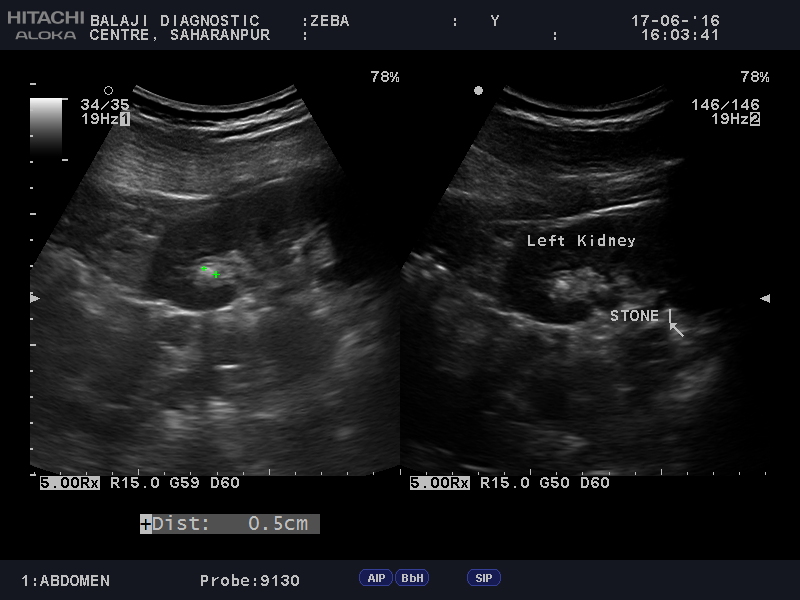 HITACHI
ALOKA
BALAJI DIAGNOSTIC :ZEBA : Y 17-06-'16
CENTRE, SAHARANPUR : : 16:03:41
78%
34/35
19Hz1
78%
146/146
19Hz2
Left Kidney
STONE
5.00Rx R15.0 G59 D60
5.00Rx R15.0 G50 D60
+Dist: 0.5cm
1:ABDOMEN Probe:9130 AIP BbH SIP